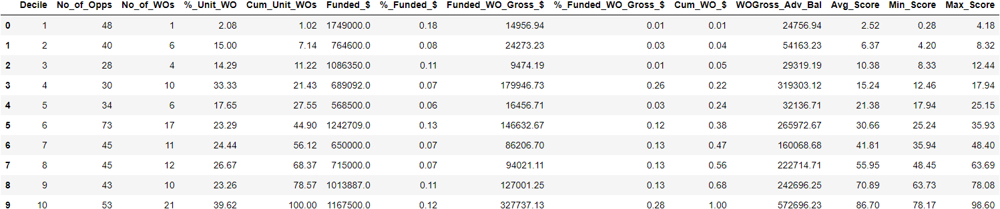 Decile No_of_Opps No_of_WOs %_Unit_WO Cum_Unit_WOs Funded_$ %_Funded_$ Funded_WO_Gross_$ %_Funded_WO_Gross_$ Cum_WO_$ WOGross_Adv_Bal Avg_Score Min_Score Max_Score
0 1 48 1 2.08 1.02 1749000.0 0.18 14956.94 0.01 0.01 24756.94 2.52 0.28 4.18
1 2 40 6 15.00 7.14 764600.0 0.08 24273.23 0.03 0.04 54163.23 6.37 4.20 8.32
2 3 28 4 14.29 11.22 1086350.0 0.11 9474.19 0.01 0.05 29319.19 10.38 8.33 12.44
3 4 30 10 33.33 21.43 689092.0 0.07 179946.73 0.26 0.22 319303.12 15.24 12.46 17.94
4 5 34 6 17.65 27.55 568500.0 0.06 16456.71 0.03 0.24 32136.71 21.38 17.94 25.15
5 6 73 17 23.29 44.90 1242709.0 0.13 146632.67 0.12 0.38 265972.67 30.66 25.24 35.93
6 7 45 11 24.44 56.12 650000.0 0.07 86206.70 0.13 0.47 160068.68 41.81 35.94 48.40
7 8 45 12 26.67 68.37 715000.0 0.07 94021.11 0.13 0.56 222714.71 55.95 48.45 63.69
8 9 43 10 23.26 78.57 1013887.0 0.11 127001.25 0.13 0.68 242696.25 70.89 63.73 78.08
9 10 53 21 39.62 100.00 1167500.0 0.12 327737.13 0.28 1.00 572696.23 86.70 78.17 98.60